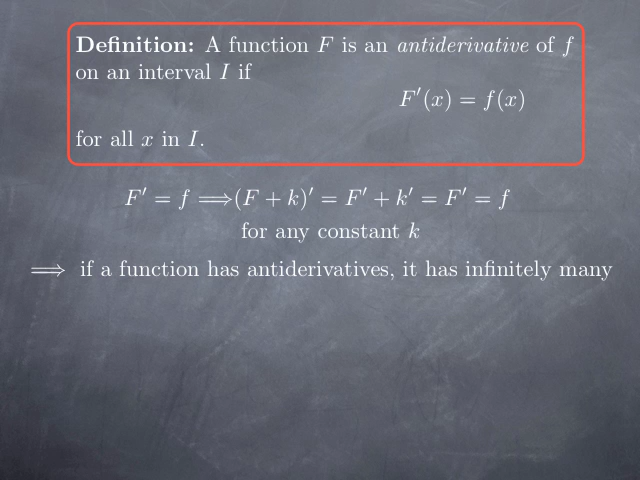 Definition: A function F is an antiderivative of f
on an interval I if
F′(x) = f(x)
for all x in I.
F′ = f ⟹ (F + k)′ = F′ + k′ = F′ = f
for any constant k
⟹ if a function has antiderivatives, it has infinitely many